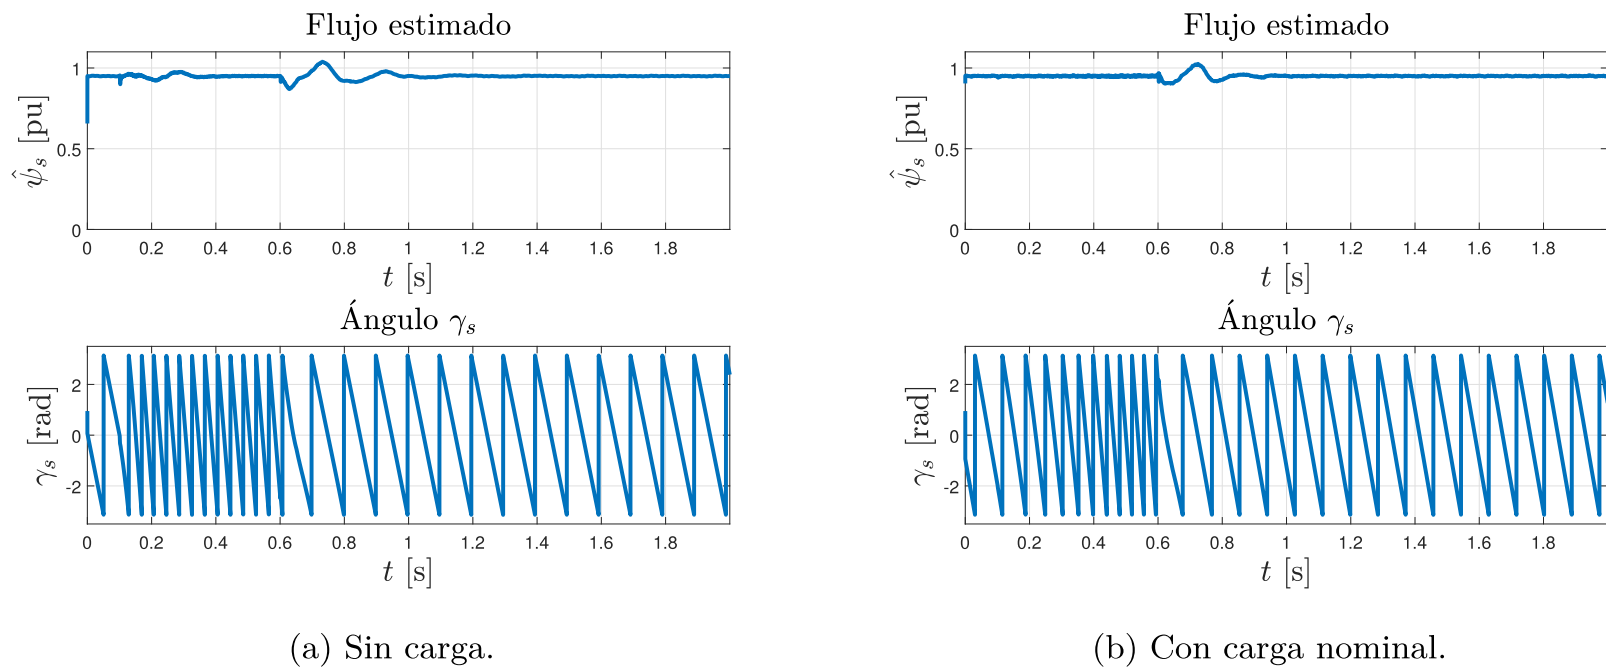 Flujo estimado
1
0.5
0
ψ̂ₛ [pu]
0 0.2 0.4 0.6 0.8 1 1.2 1.4 1.6 1.8
t [s]
Ángulo γₛ
2
0
-2
γₛ [rad]
0 0.2 0.4 0.6 0.8 1 1.2 1.4 1.6 1.8
t [s]
(a) Sin carga.
Flujo estimado
1
0.5
0
ψ̂ₛ [pu]
0 0.2 0.4 0.6 0.8 1 1.2 1.4 1.6 1.8
t [s]
Ángulo γₛ
2
0
-2
γₛ [rad]
0 0.2 0.4 0.6 0.8 1 1.2 1.4 1.6 1.8
t [s]
(b) Con carga nominal.